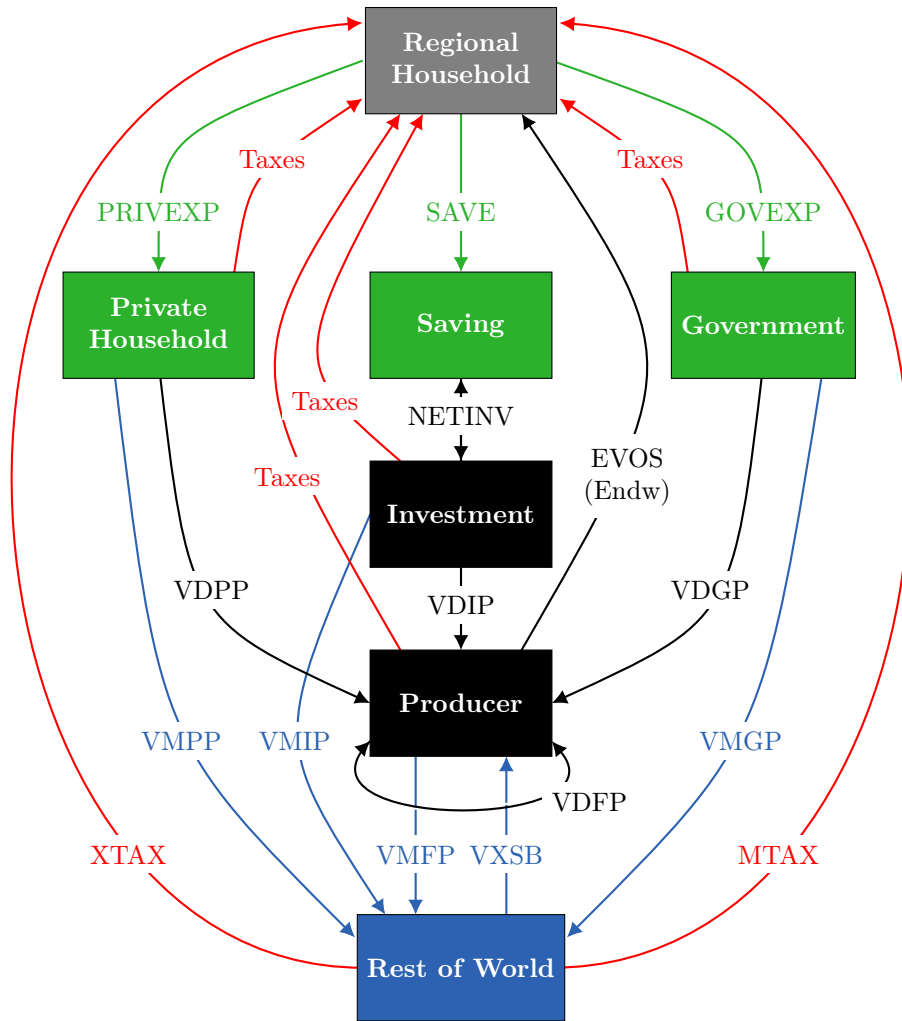 Regional
Household
Taxes
Taxes
PRIVEXP
SAVE
GOVEXP
Private
Household
Saving
Government
Taxes
NETINV
Taxes
EVOS
(Endw)
Investment
VDPP
VDIP
VDGP
Producer
VMPP
VMIP
VMGP
VDFP
XTAX
VMFP
VXSB
MTAX
Rest of World